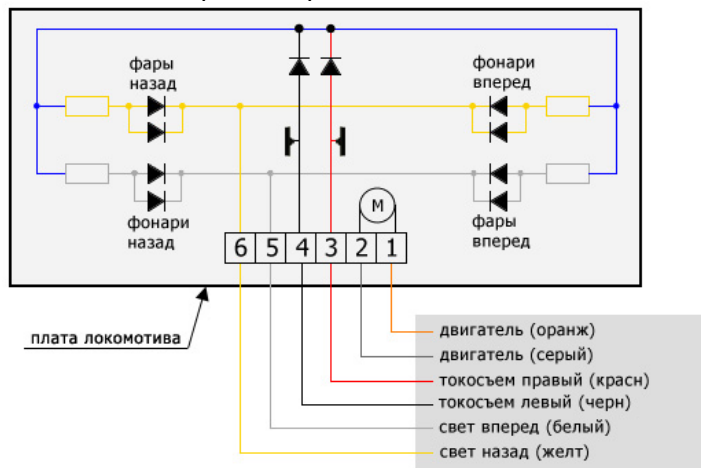 фары
назад
фонари
вперед
M
фонари
назад
фары
вперед
6 5 4 3 2 1
плата локомотива
двигатель (оранж)
двигатель (серый)
токосъем правый (красн)
токосъем левый (черн)
свет вперед (белый)
свет назад (желт)